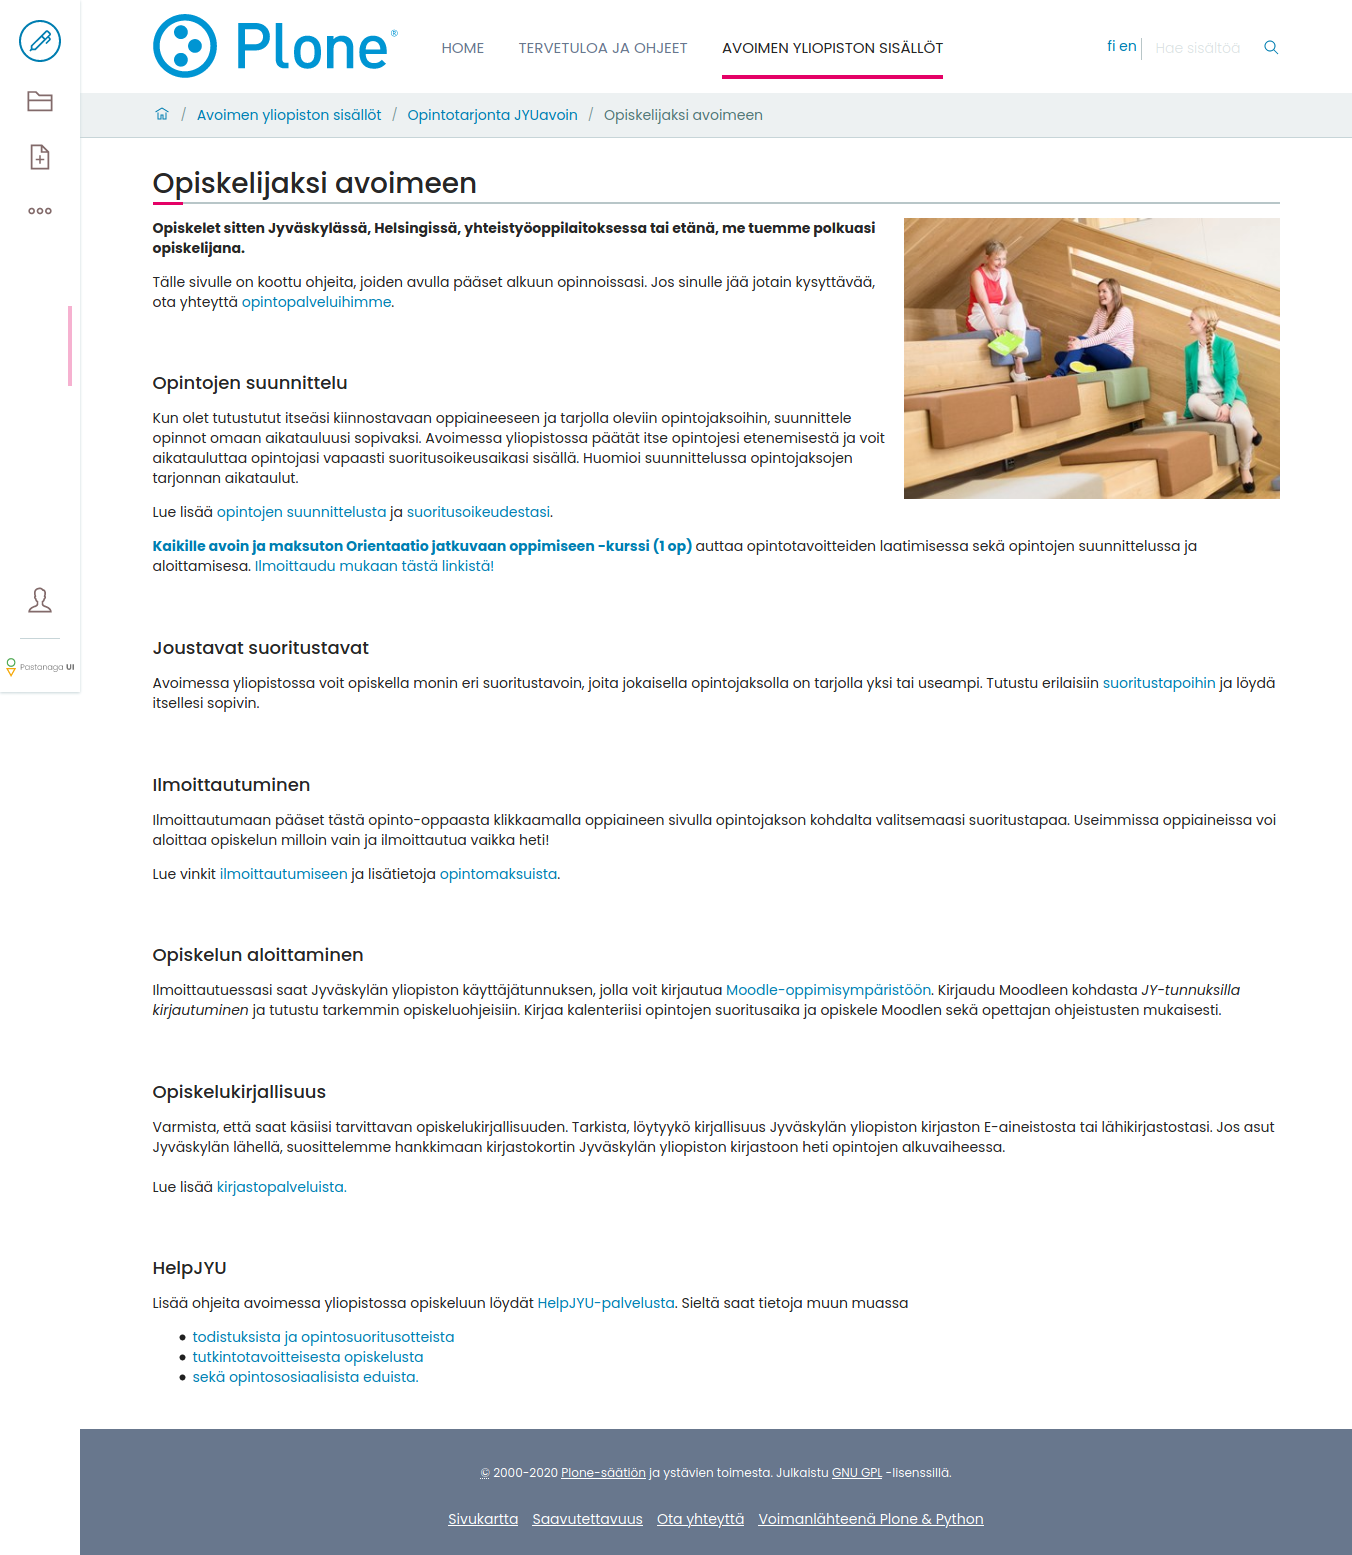 Plone ®
HOME TERVETULOA JA OHJEET AVOIMEN YLIOPISTON SISÄLLÖT
fi en Hae sisältöä
/ Avoimen yliopiston sisällöt / Opintotarjonta JYUavoin / Opiskelijaksi avoimeen
Opiskelijaksi avoimeen
Opiskelet sitten Jyväskylässä, Helsingissä, yhteistyöoppilaitoksessa tai etänä, me tuemme polkuasi
opiskelijana.
Tälle sivulle on koottu ohjeita, joiden avulla pääset alkuun opinnoissasi. Jos sinulle jää jotain kysyttävää,
ota yhteyttä opintopalveluihimme.
Opintojen suunnittelu
Kun olet tutustutut itseäsi kiinnostavaan oppiaineeseen ja tarjolla oleviin opintojaksoihin, suunnittele
opinnot omaan aikatauluusi sopivaksi. Avoimessa yliopistossa päätät itse opintojesi etenemisestä ja voit
aikatauluttaa opintojasi vapaasti suoritusoikeusaikasi sisällä. Huomioi suunnittelussa opintojaksojen
tarjonnan aikataulut.
Lue lisää opintojen suunnittelusta ja suoritusoikeudestasi.
Kaikille avoin ja maksuton Orientaatio jatkuvaan oppimiseen -kurssi (1 op) auttaa opintotavoitteiden laatimisessa sekä opintojen suunnittelussa ja
aloittamisesa. Ilmoittaudu mukaan tästä linkistä!
Joustavat suoritustavat
Avoimessa yliopistossa voit opiskella monin eri suoritustavoin, joita jokaisella opintojaksolla on tarjolla yksi tai useampi. Tutustu erilaisiin suoritustapoihin ja löydä
itsellesi sopivin.
Pastanaga UI
Ilmoittautuminen
Ilmoittautumaan pääset tästä opinto-oppaasta klikkaamalla oppiaineen sivulla opintojakson kohdalta valitsemaasi suoritustapaa. Useimmissa oppiaineissa voi
aloittaa opiskelun milloin vain ja ilmoittautua vaikka heti!
Lue vinkit ilmoittautumiseen ja lisätietoja opintomaksuista.
Opiskelun aloittaminen
Ilmoittautuessasi saat Jyväskylän yliopiston käyttäjätunnuksen, jolla voit kirjautua Moodle-oppimisympäristöön. Kirjaudu Moodleen kohdasta JY-tunnuksilla
kirjautuminen ja tutustu tarkemmin opiskeluohjeisiin. Kirjaa kalenteriisi opintojen suoritusaika ja opiskele Moodlen sekä opettajan ohjeistusten mukaisesti.
Opiskelukirjallisuus
Varmista, että saat käsiisi tarvittavan opiskelukirjallisuuden. Tarkista, löytyykö kirjallisuus Jyväskylän yliopiston kirjaston E-aineistosta tai lähikirjastostasi. Jos asut
Jyväskylän lähellä, suosittelemme hankkimaan kirjastokortin Jyväskylän yliopiston kirjastoon heti opintojen alkuvaiheessa.
Lue lisää kirjastopalveluista.
HelpJYU
Lisää ohjeita avoimessa yliopistossa opiskeluun löydät HelpJYU-palvelusta. Sieltä saat tietoja muun muassa
• todistuksista ja opintosuoritusotteista
• tutkintotavoitteisesta opiskelusta
• sekä opintososiaalisista eduista.
© 2000-2020 Plone-säätiön ja ystävien toimesta. Julkaistu GNU GPL -lisenssillä.
Sivukartta Saavutettavuus Ota yhteyttä Voimanlähteenä Plone & Python